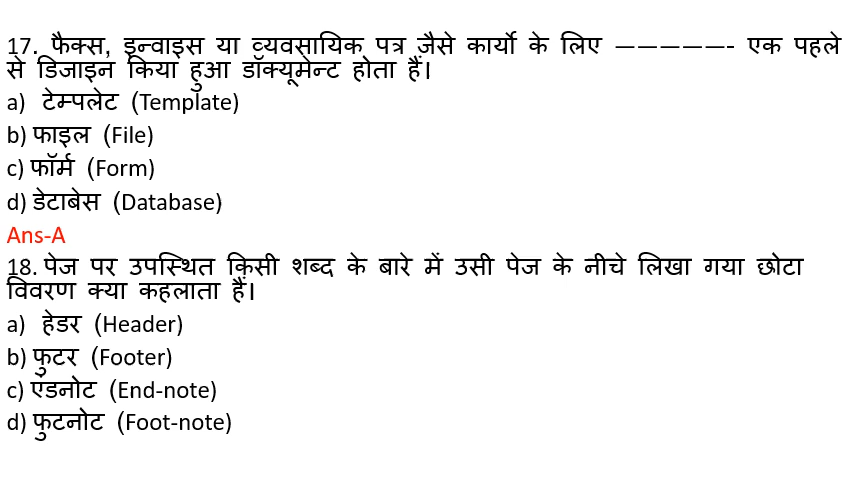 17. फैक्स, इन्वाइस या व्यवसायिक पत्र जैसे कार्यो के लिए —————- एक पहले
से डिजाइन किया हुआ डॉक्यूमेन्ट होता हैं।
a) टेम्पलेट (Template)
b) फाइल (File)
c) फॉर्म (Form)
d) डेटाबेस (Database)
Ans-A
18. पेज पर उपस्थित किसी शब्द के बारे में उसी पेज के नीचे लिखा गया छोटा
विवरण क्या कहलाता हैं।
a) हेडर (Header)
b) फुटर (Footer)
c) एंडनोट (End-note)
d) फुटनोट (Foot-note)